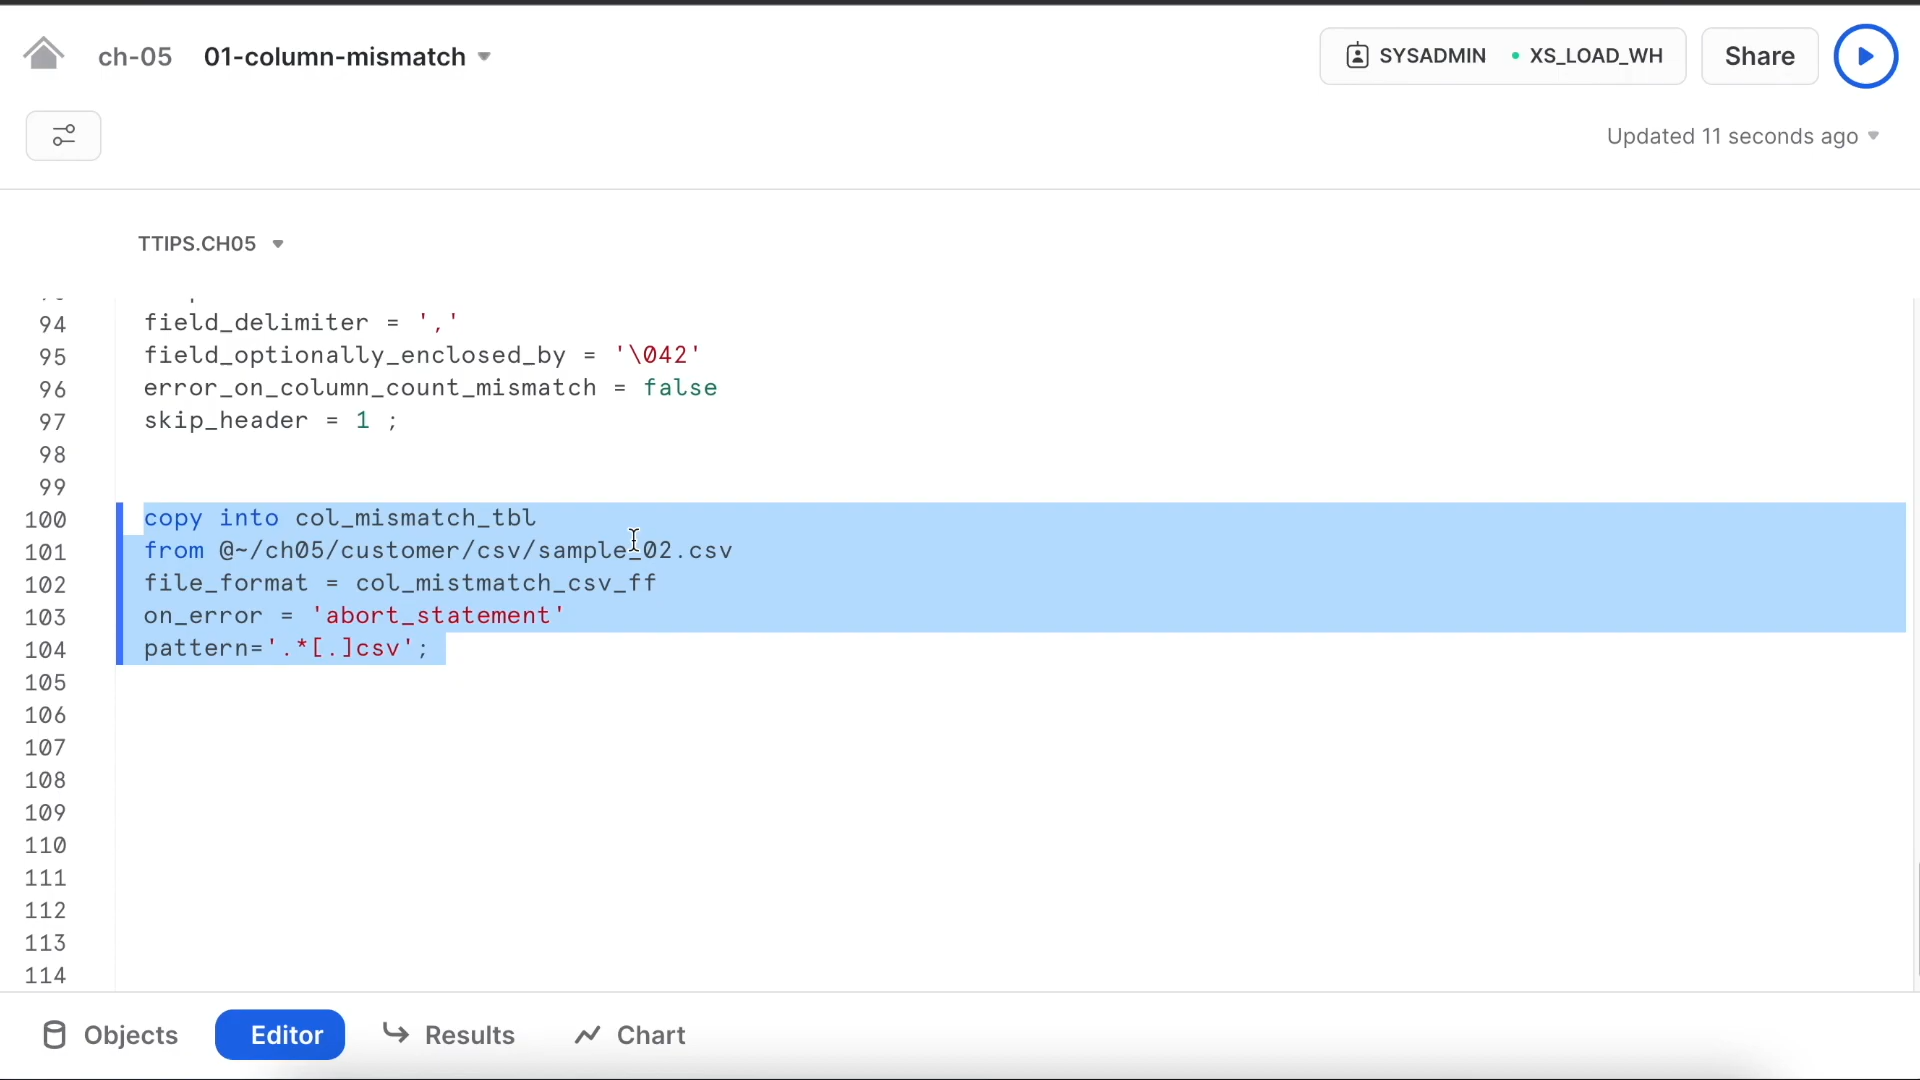 ch-05 01-column-mismatch
SYSADMIN XS_LOAD_WH
Share
Updated 11 seconds ago
TTIPS.CH05
94 field_delimiter = ','
95 field_optionally_enclosed_by = '\042'
96 error_on_column_count_mismatch = false
97 skip_header = 1 ;
98
99
100 copy into col_mismatch_tbl
101 from @~/ch05/customer/csv/sample_02.csv
102 file_format = col_mistmatch_csv_ff
103 on_error = 'abort_statement'
104 pattern='.*[.]csv';
105
106
107
108
109
110
111
112
113
114
Objects Editor Results Chart